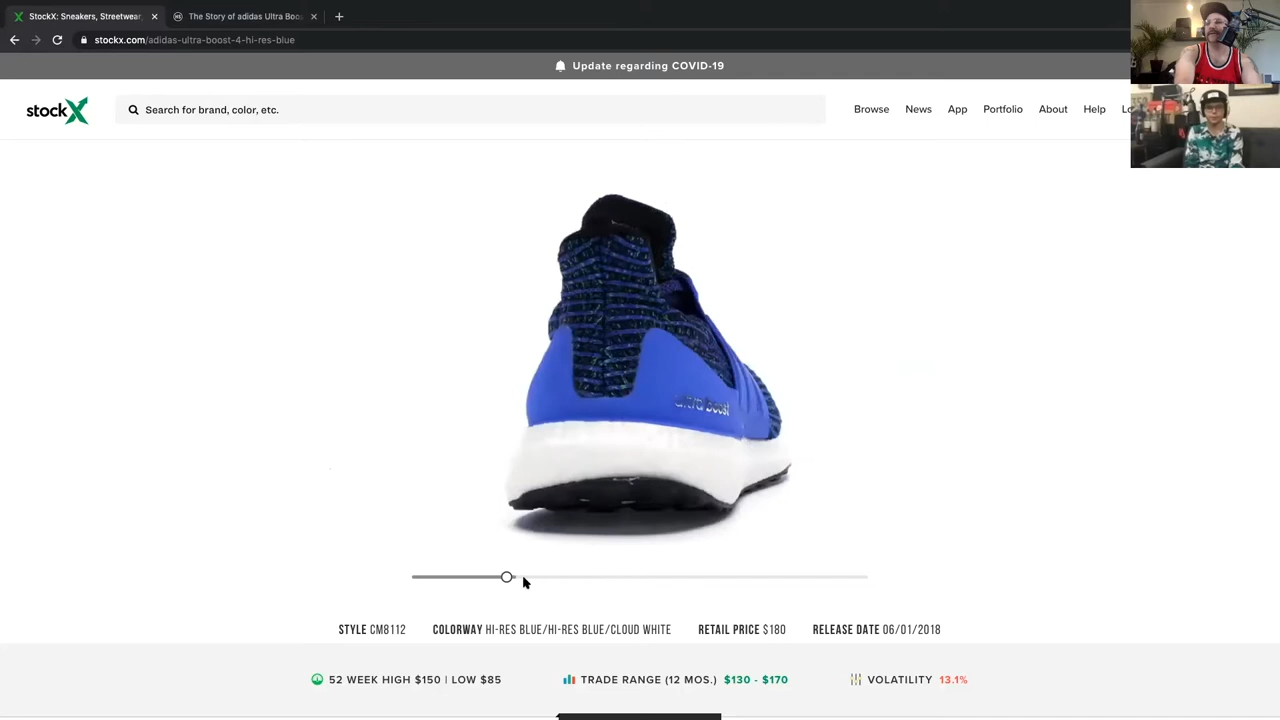 StockX: Sneakers, Streetwear,
The Story of adidas Ultra Boo
stockx.com/adidas-ultra-boost-4-hi-res-blue
Update regarding COVID-19
stockX
Search for brand, color, etc.
Browse News App Portfolio About Help Lo
ultra boost
STYLE CM8112 COLORWAY HI-RES BLUE/HI-RES BLUE/CLOUD WHITE RETAIL PRICE $180 RELEASE DATE 06/01/2018
52 WEEK HIGH $150 | LOW $85 TRADE RANGE (12 MOS.) $130 - $170 VOLATILITY 13.1%